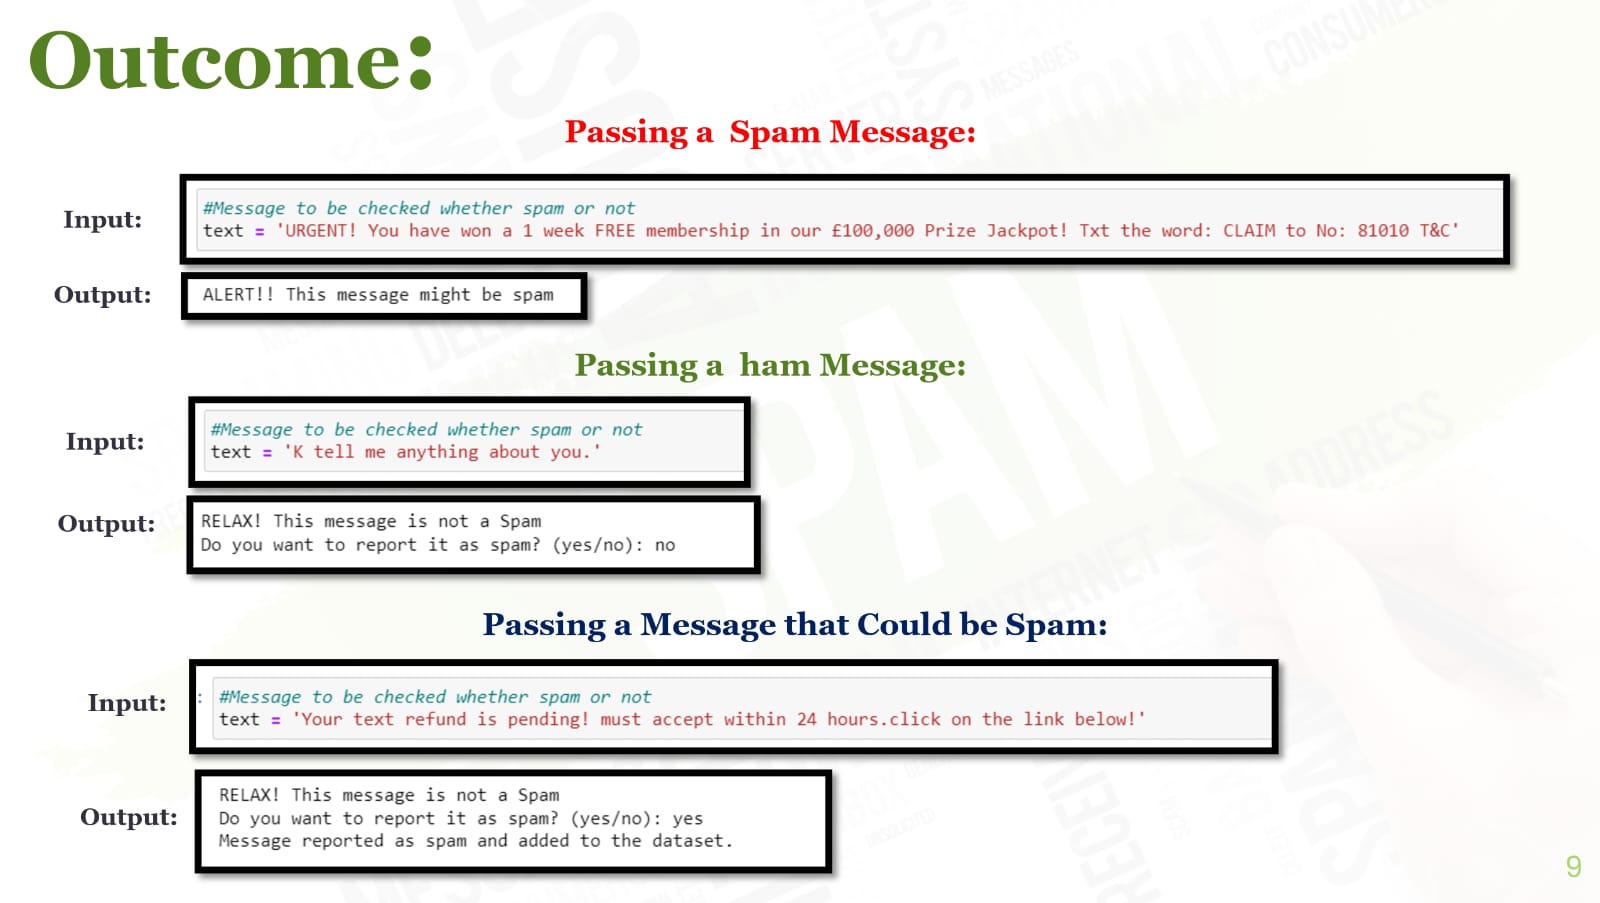 Outcome:
Passing a  Spam Message:
Input:
#Message to be checked whether spam or not
text = 'URGENT! You have won a 1 week FREE membership in our £100,000 Prize Jackpot! Txt the word: CLAIM to No: 81010 T&C'
Output:
ALERT!! This message might be spam
Passing a  ham Message:
Input:
#Message to be checked whether spam or not
text = 'K tell me anything about you.'
Output:
RELAX! This message is not a Spam
Do you want to report it as spam? (yes/no): no
Passing a Message that Could be Spam:
Input:
: #Message to be checked whether spam or not
text = 'Your text refund is pending! must accept within 24 hours.click on the link below!'
Output:
RELAX! This message is not a Spam
Do you want to report it as spam? (yes/no): yes
Message reported as spam and added to the dataset.
9
SPAM
MESSAGES
SERVER
ADDRESS
INTERNET